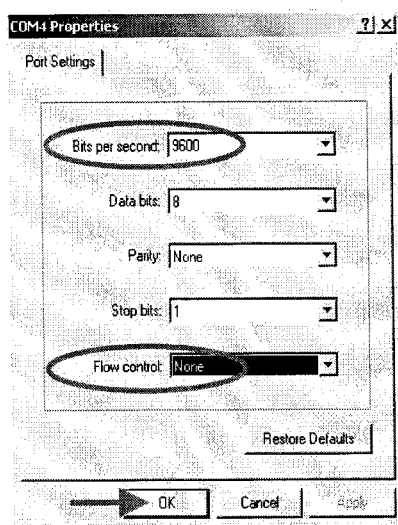 COM4 Properties ? ×
Port Settings
Bits per second: 9600
Data bits: 8
Parity: None
Stop bits: 1
Flow control: None
Restore Defaults
OK Cancel Apply